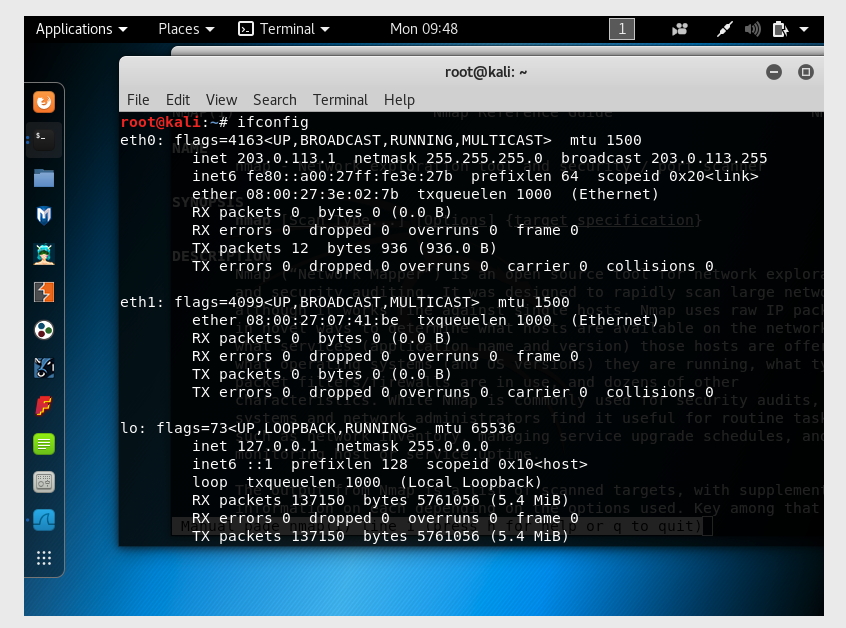 Applications Places Terminal Mon 09:48 1
root@kali: ~
File Edit View Search Terminal Help
root@kali:~# ifconfig
eth0: flags=4163<UP,BROADCAST,RUNNING,MULTICAST>  mtu 1500
inet 203.0.113.1  netmask 255.255.255.0  broadcast 203.0.113.255
inet6 fe80::a00:27ff:fe3e:27b  prefixlen 64  scopeid 0x20<link>
ether 08:00:27:3e:02:7b  txqueuelen 1000  (Ethernet)
RX packets 0  bytes 0 (0.0 B)
RX errors 0  dropped 0  overruns 0  frame 0
TX packets 12  bytes 936 (936.0 B)
TX errors 0  dropped 0 overruns 0  carrier 0  collisions 0
eth1: flags=4099<UP,BROADCAST,MULTICAST>  mtu 1500
ether 08:00:27:07:41:be  txqueuelen 1000  (Ethernet)
RX packets 0  bytes 0 (0.0 B)
RX errors 0  dropped 0  overruns 0  frame 0
TX packets 0  bytes 0 (0.0 B)
TX errors 0  dropped 0 overruns 0  carrier 0  collisions 0
lo: flags=73<UP,LOOPBACK,RUNNING>  mtu 65536
inet 127.0.0.1  netmask 255.0.0.0
inet6 ::1  prefixlen 128  scopeid 0x10<host>
loop  txqueuelen 1000  (Local Loopback)
RX packets 137150  bytes 5761056 (5.4 MiB)
RX errors 0  dropped 0  overruns 0  frame 0
TX packets 137150  bytes 5761056 (5.4 MiB)